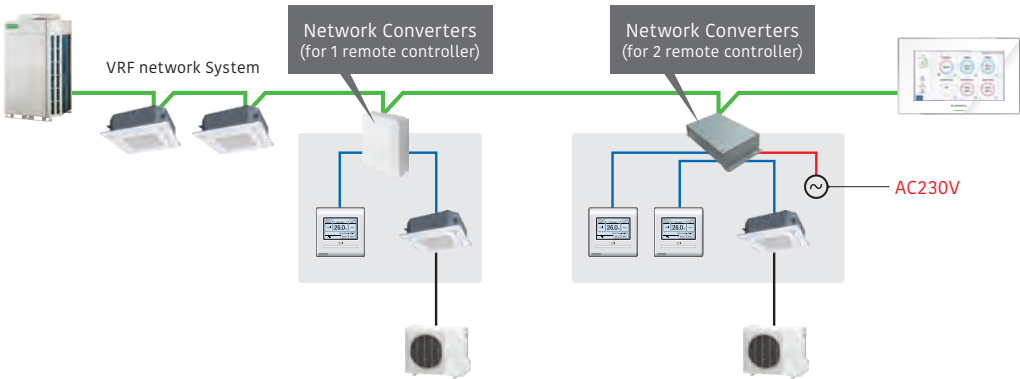 Network Converters
(for 1 remote controller)
Network Converters
(for 2 remote controller)
VRF network System
AC230V
26.0
26.0
26.0